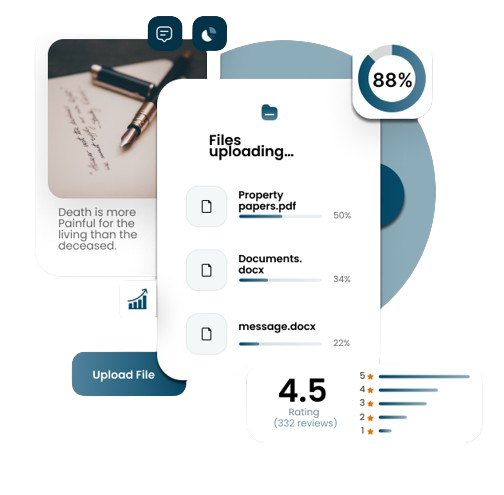 88%
Files
uploading...
Property
papers.pdf
50%
Documents.
docx
34%
message.docx
22%
Death is more
Painful for the
living than the
deceased.
Upload File
4.5
Rating
(332 reviews)
5
4
3
2
1